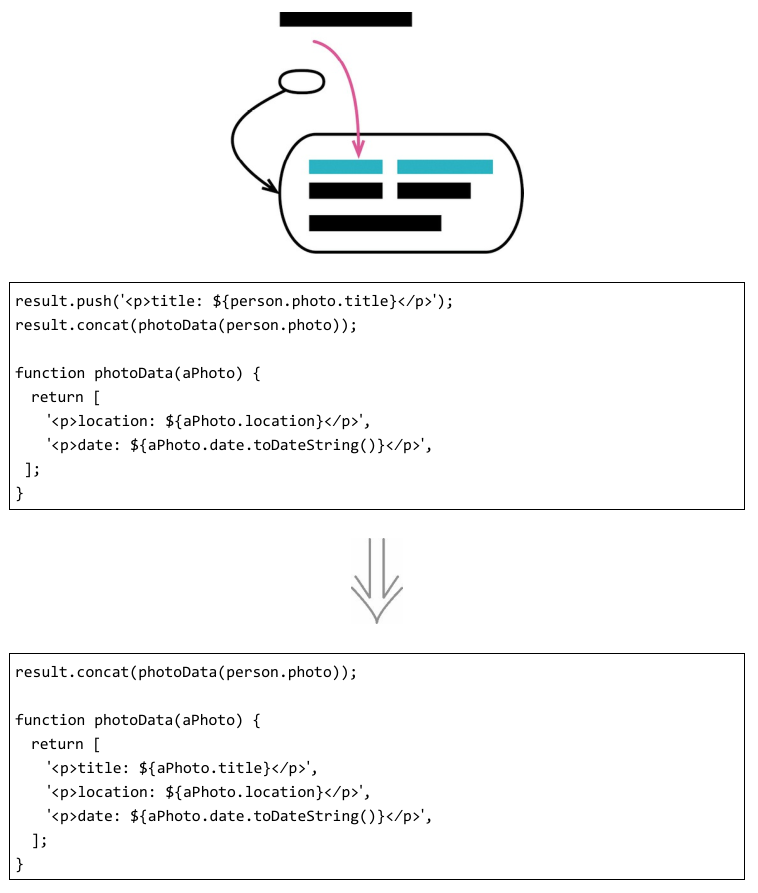 result.push('<p>title: ${person.photo.title}</p>');
result.concat(photoData(person.photo));
function photoData(aPhoto) {
return [
'<p>location: ${aPhoto.location}</p>',
'<p>date: ${aPhoto.date.toDateString()}</p>',
];
}
result.concat(photoData(person.photo));
function photoData(aPhoto) {
return [
'<p>title: ${aPhoto.title}</p>',
'<p>location: ${aPhoto.location}</p>',
'<p>date: ${aPhoto.date.toDateString()}</p>',
];
}